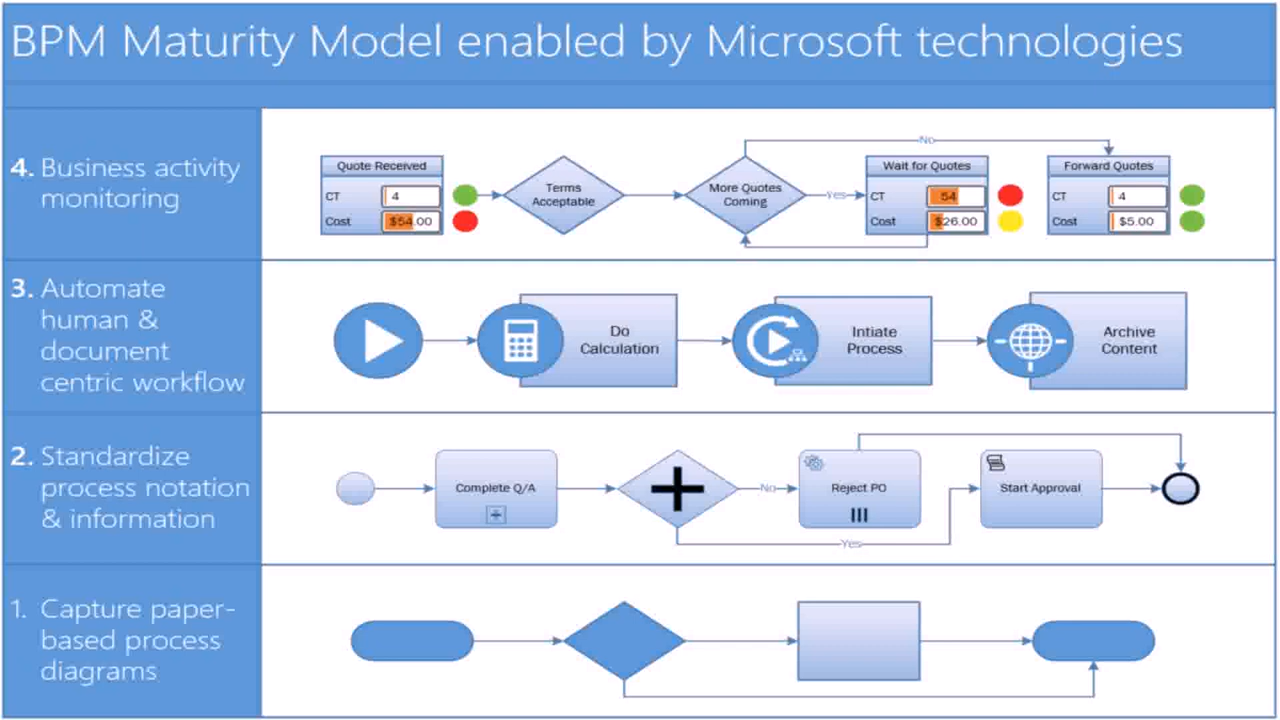 BPM Maturity Model enabled by Microsoft technologies
4. Business activity
monitoring
No
Quote Received
CT 4
Cost $54.00
Terms
Acceptable
More Quotes
Coming
Yes
Wait for Quotes
CT 54
Cost $26.00
Forward Quotes
CT 4
Cost $5.00
3. Automate
human &
document
centric workflow
Do
Calculation
Intiate
Process
Archive
Content
2. Standardize
process notation
& information
Complete Q/A
No
Reject PO
Start Approval
Yes
1. Capture paper-
based process
diagrams